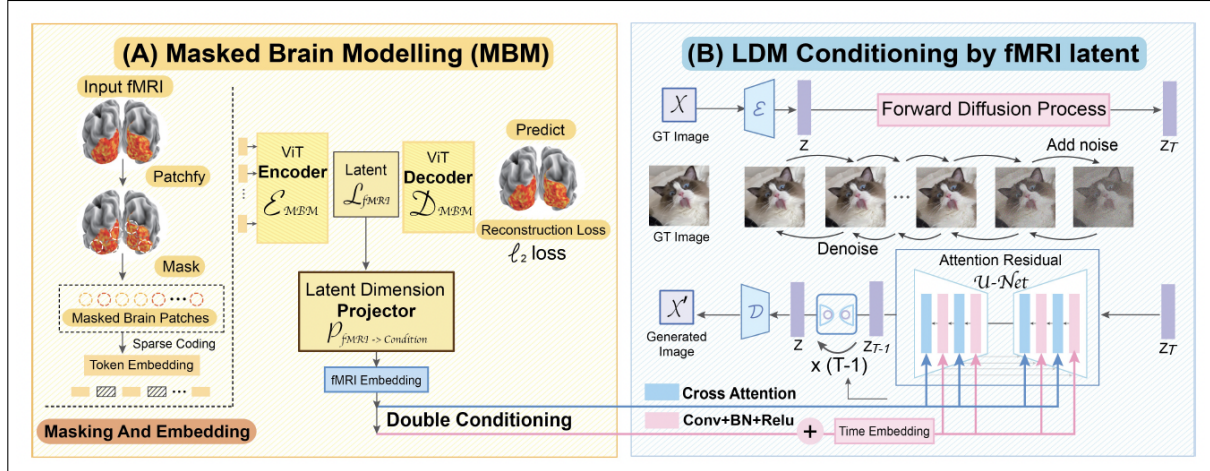 (A) Masked Brain Modelling (MBM)
Input fMRI
Patchfy
Mask
Masked Brain Patches
Sparse Coding
Token Embedding
Masking And Embedding
ViT
Encoder
ℰ MBM
Latent
ℒfMRI
ViT
Decoder
𝒟 MBM
Predict
Reconstruction Loss
ℓ2 loss
Latent Dimension
Projector
PfMRI -> Condition
fMRI Embedding
Double Conditioning
(B) LDM Conditioning by fMRI latent
X
GT Image
ℰ
Z
Forward Diffusion Process
ZT
Add noise
...
GT Image
Denoise
Attention Residual
U-Net
X'
Generated
Image
𝒟
Z
x (T-1)
ZT-1
ZT
Cross Attention
Conv+BN+Relu
+
Time Embedding